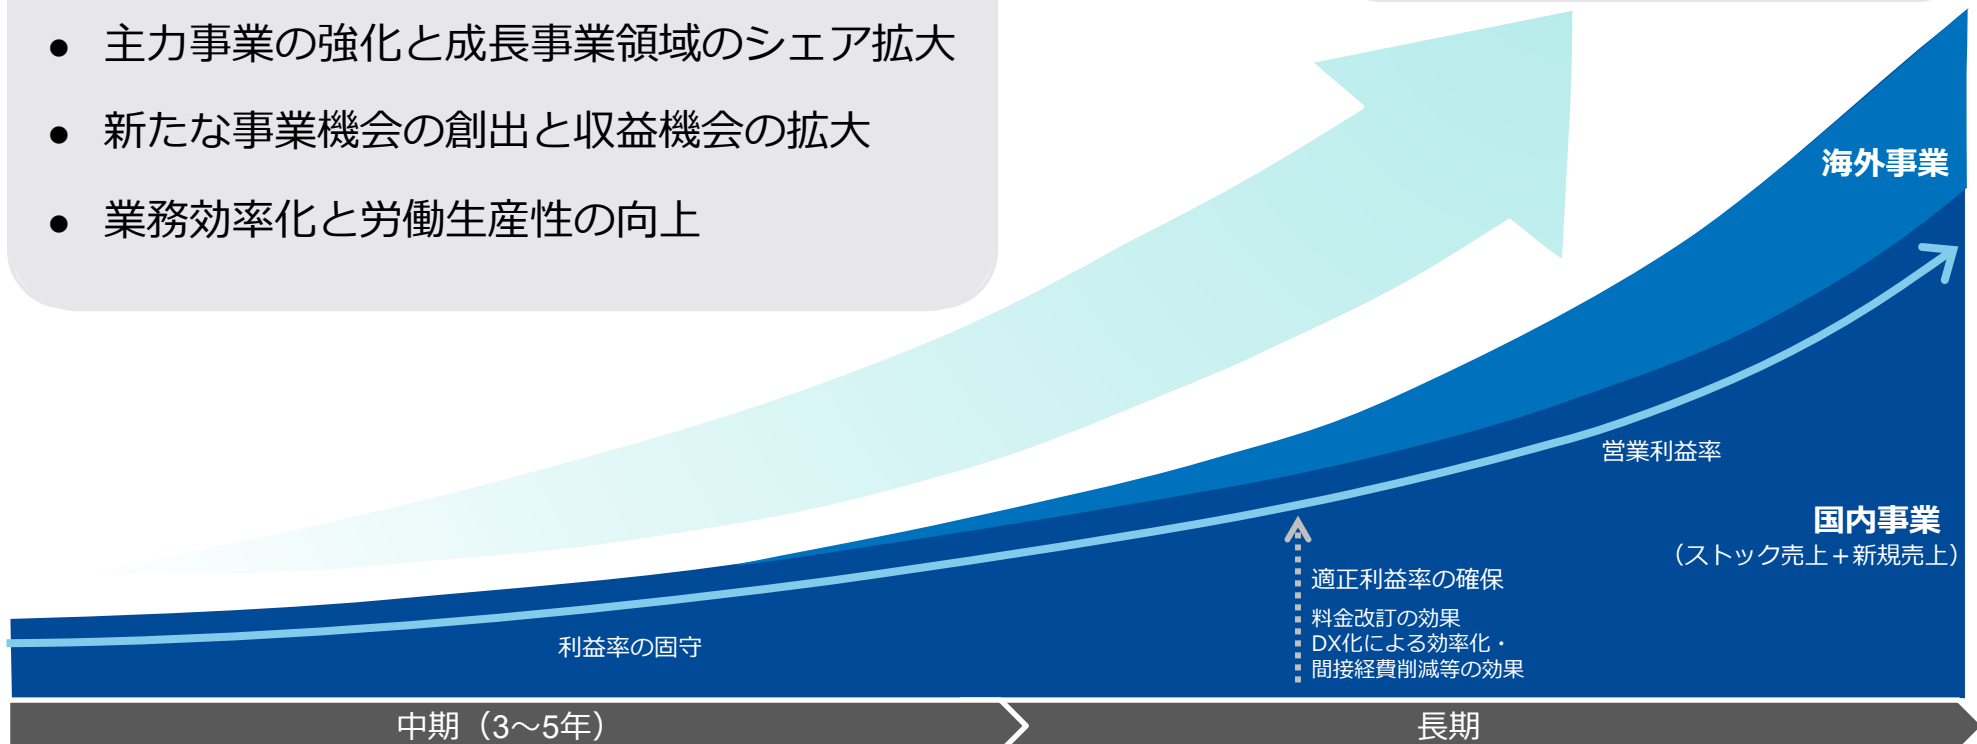 ● 主力事業の強化と成長事業領域のシェア拡大
● 新たな事業機会の創出と収益機会の拡大
● 業務効率化と労働生産性の向上
海外事業
営業利益率
国内事業
（ストック売上＋新規売上）
適正利益率の確保
料金改訂の効果
DX化による効率化・
間接経費削減等の効果
利益率の固守
中期（3～5年）
長期